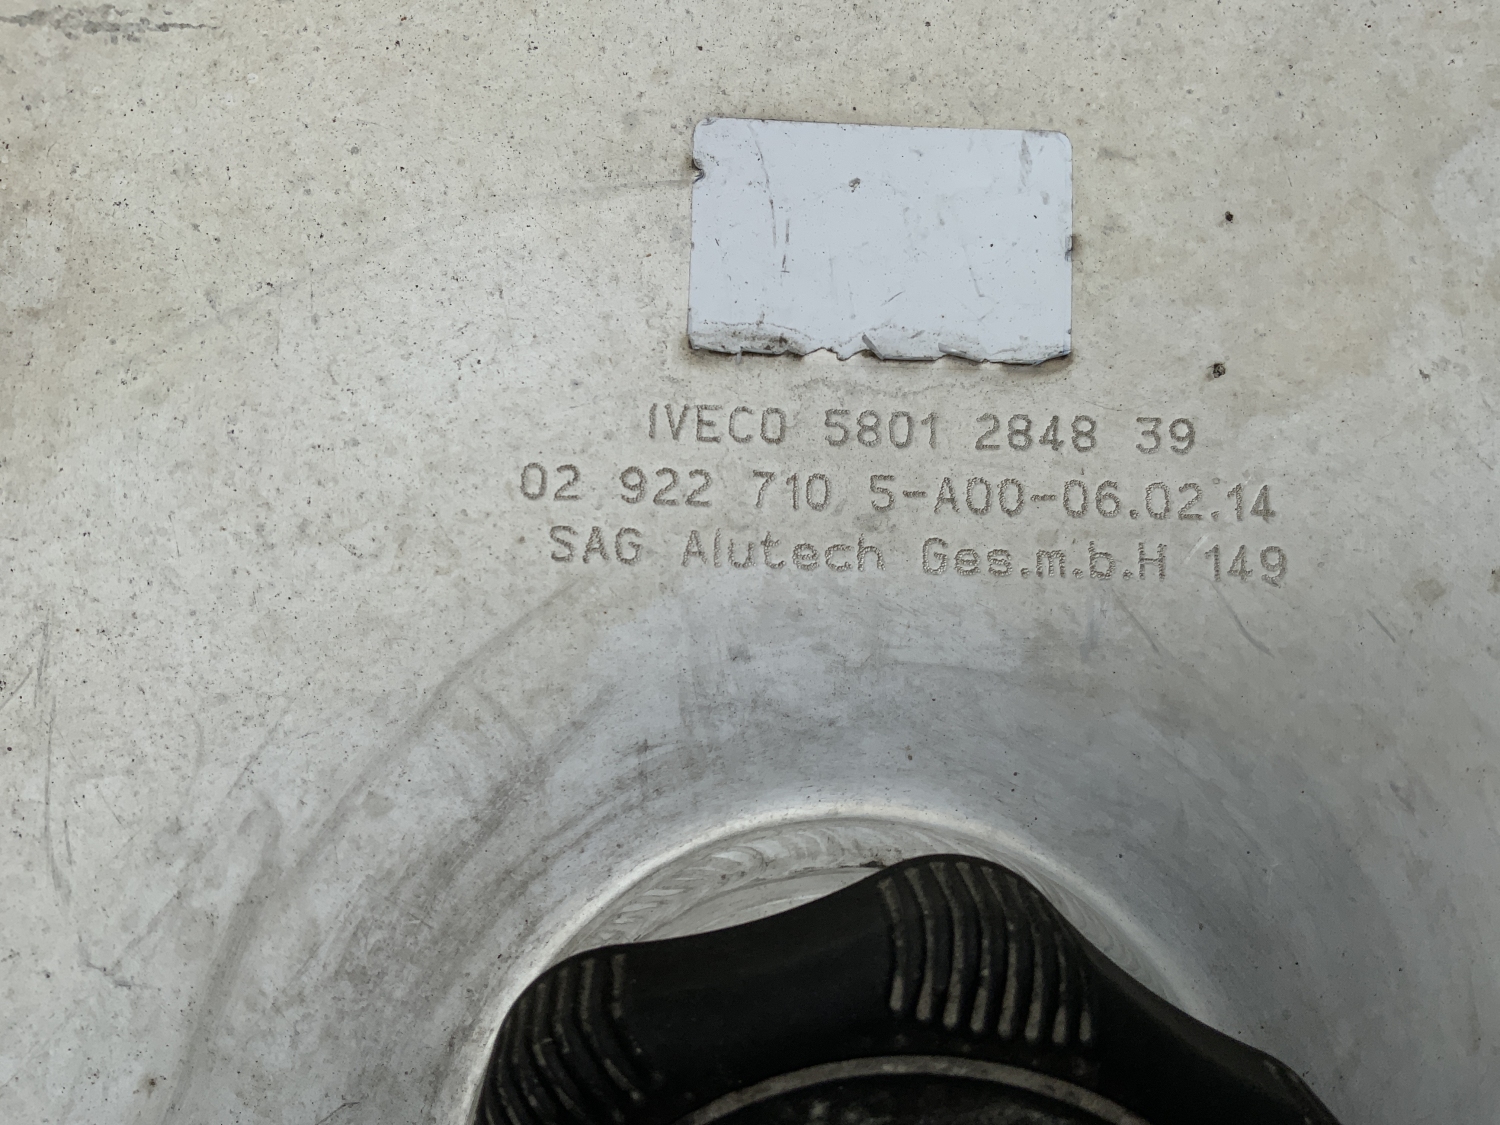 IVECO 5801 2848 39
02 922 710 5-A00-06.02.14
SAG Alutech Ges.m.b.H 149